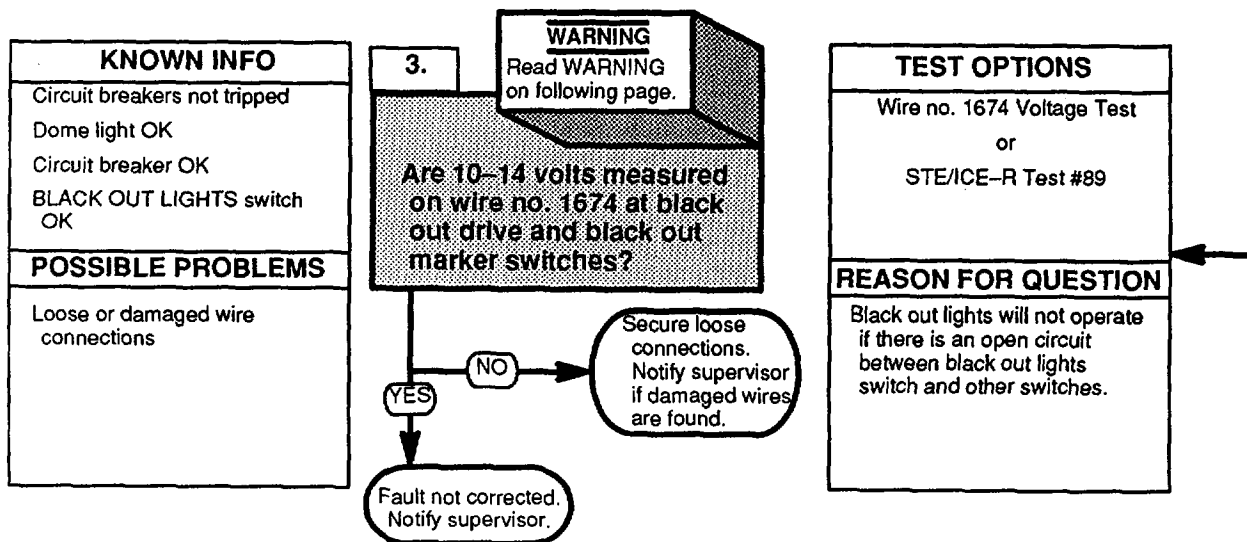 KNOWN INFO
Circuit breakers not tripped
Dome light OK
Circuit breaker OK
BLACK OUT LIGHTS switch
OK
POSSIBLE PROBLEMS
Loose or damaged wire
connections
3.
WARNING
Read WARNING
on following page.
Are 10–14 volts measured
on wire no. 1674 at black
out drive and black out
marker switches?
NO
YES
Secure loose
connections.
Notify supervisor
if damaged wires
are found.
Fault not corrected.
Notify supervisor.
TEST OPTIONS
Wire no. 1674 Voltage Test
or
STE/ICE–R Test #89
REASON FOR QUESTION
Black out lights will not operate
if there is an open circuit
between black out lights
switch and other switches.